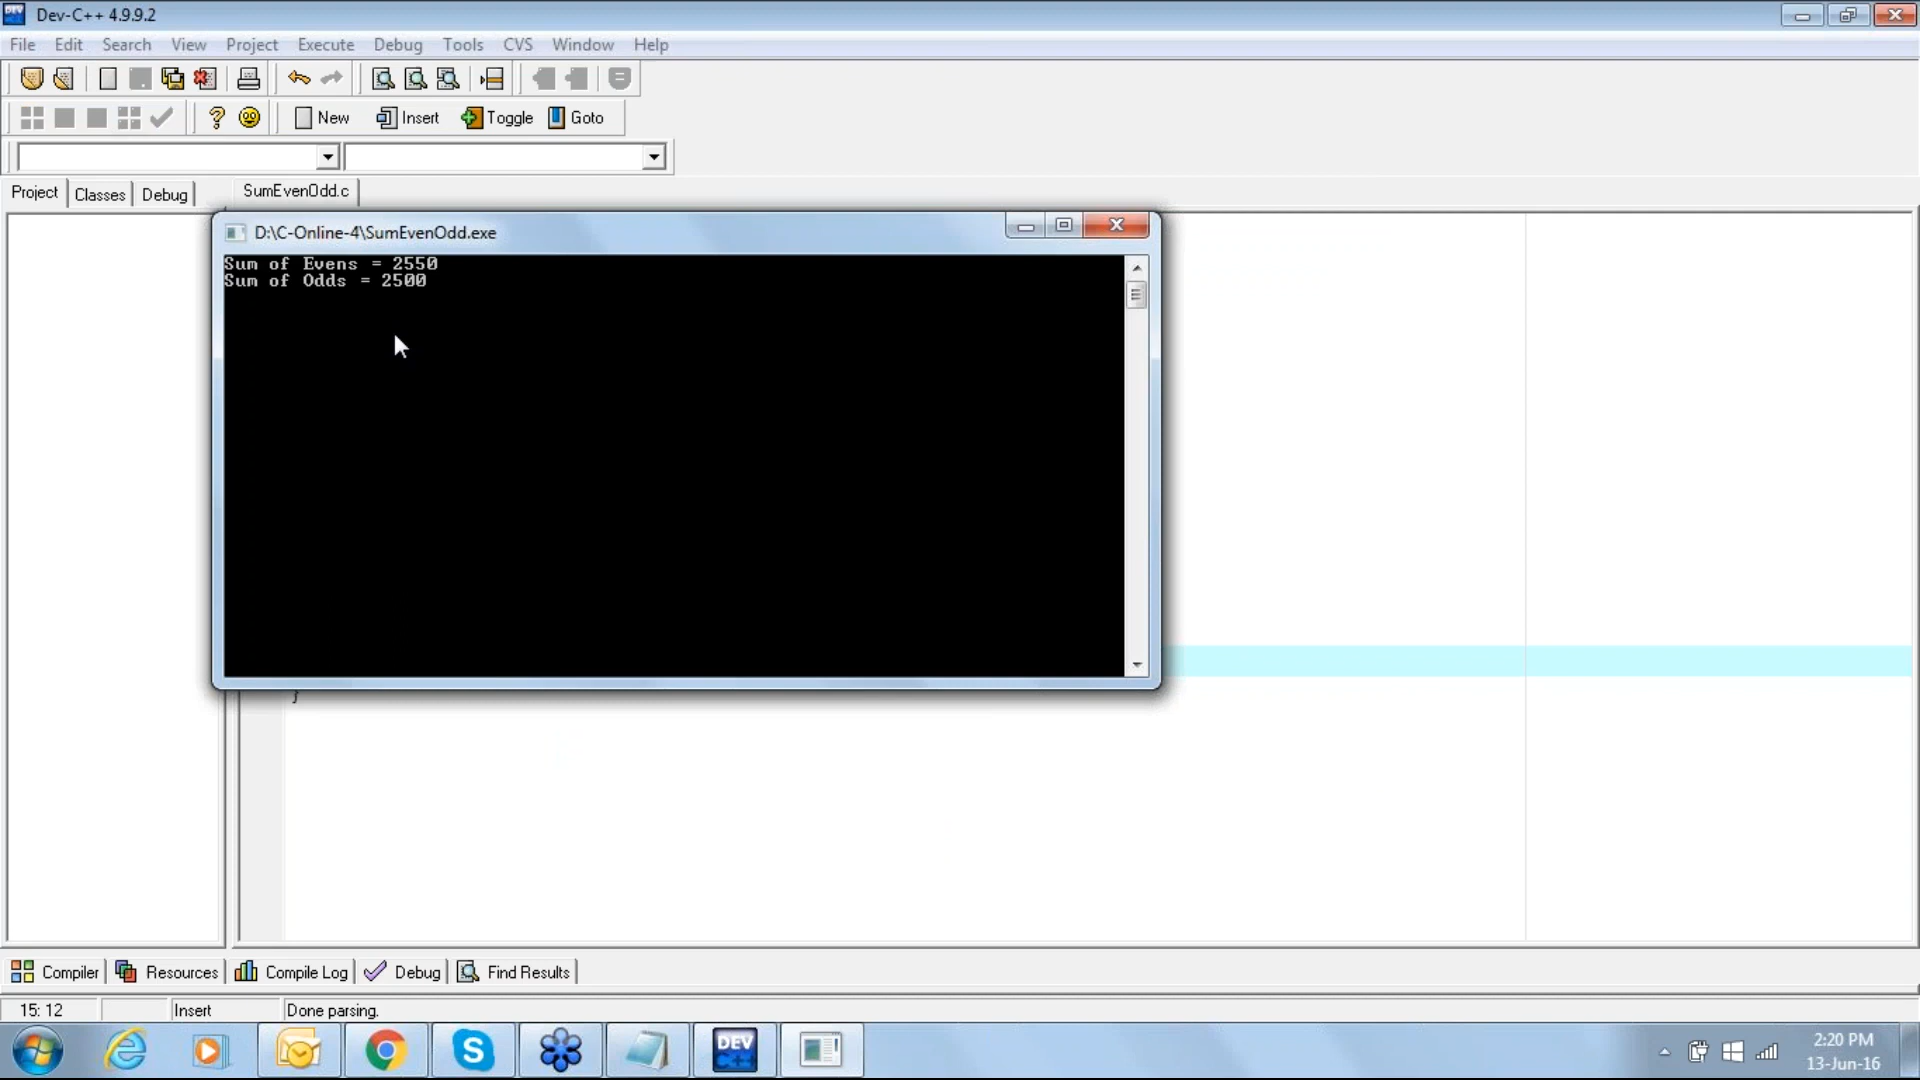 Dev-C++ 4.9.9.2
File Edit Search View Project Execute Debug Tools CVS Window Help
New Insert Toggle Goto
Project Classes Debug SumEvenOdd.c
D:\C-Online-4\SumEvenOdd.exe
Sum of Evens = 2550
Sum of Odds = 2500
}
Compiler Resources Compile Log Debug Find Results
15: 12 Insert Done parsing.
DEV C++
2:20 PM
13-Jun-16